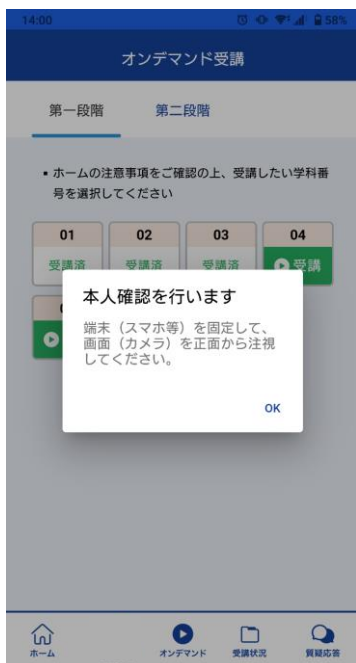 14:00
58%
オンデマンド受講
第一段階
第二段階
• ホームの注意事項をご確認の上、受講したい学科番
号を選択してください
01
02
03
04
受講済
受講済
受講済
受講
本人確認を行います
端末（スマホ等）を固定して、
画面（カメラ）を正面から注視
してください。
OK
ホーム
オンデマンド
受講状況
質疑応答